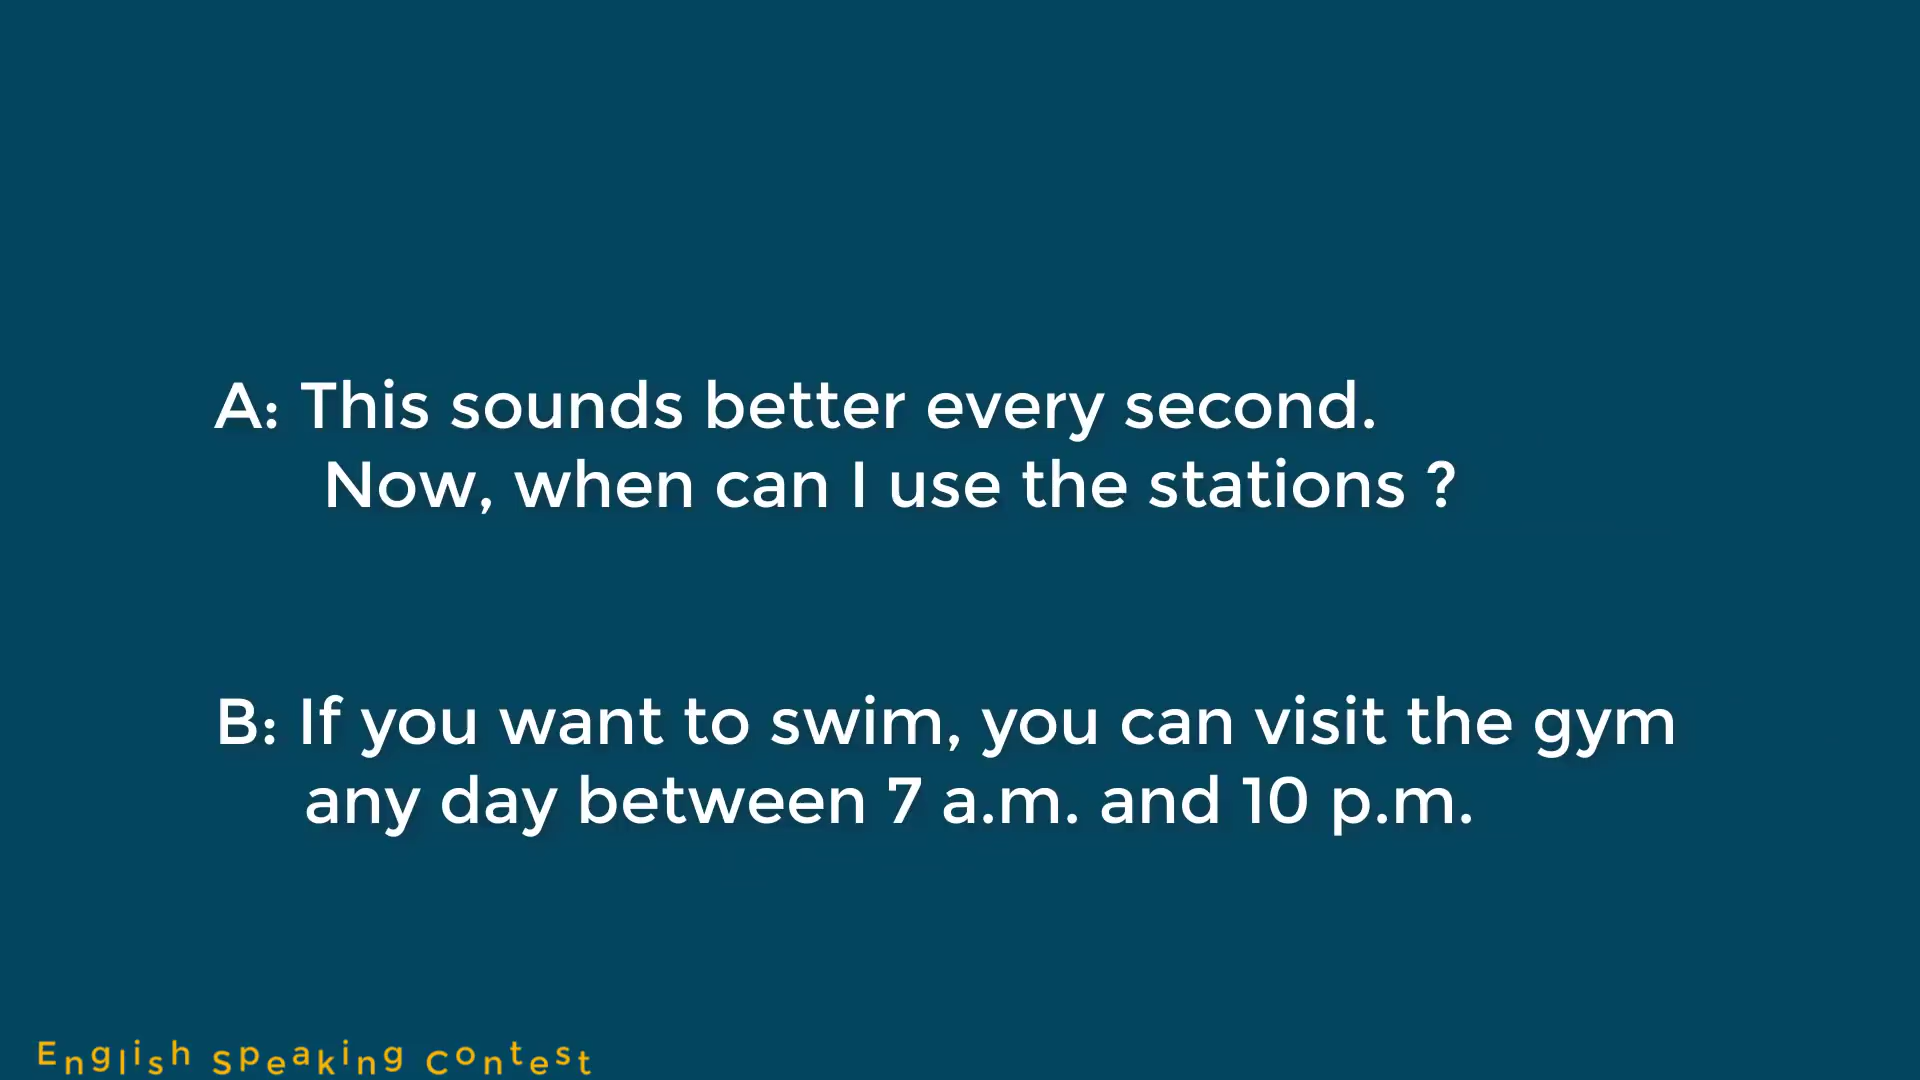 A: This sounds better every second.
Now, when can I use the stations ?
B: If you want to swim, you can visit the gym
any day between 7 a.m. and 10 p.m.
English Speaking Contest